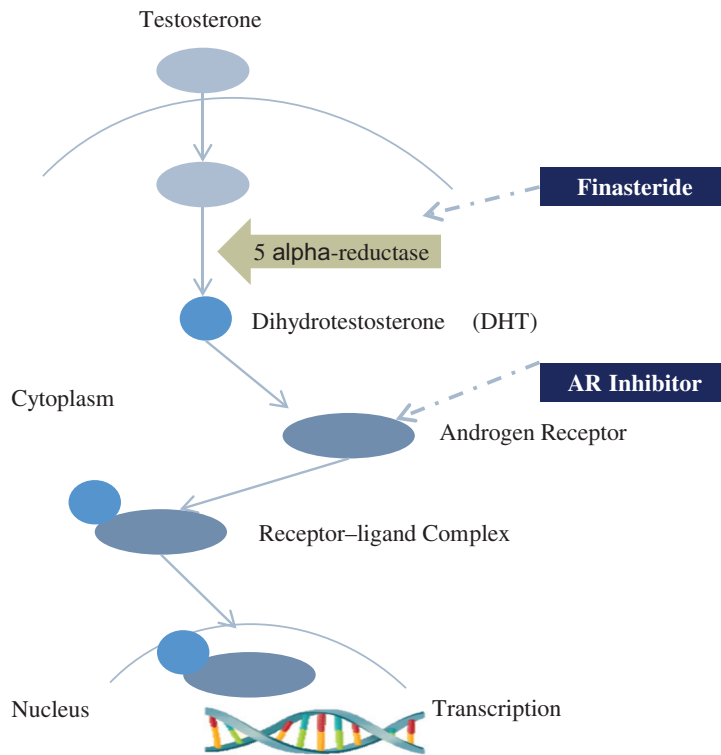 Testosterone
Finasteride
5 alpha-reductase
Dihydrotestosterone (DHT)
AR Inhibitor
Cytoplasm
Androgen Receptor
Receptor–ligand Complex
Nucleus
Transcription